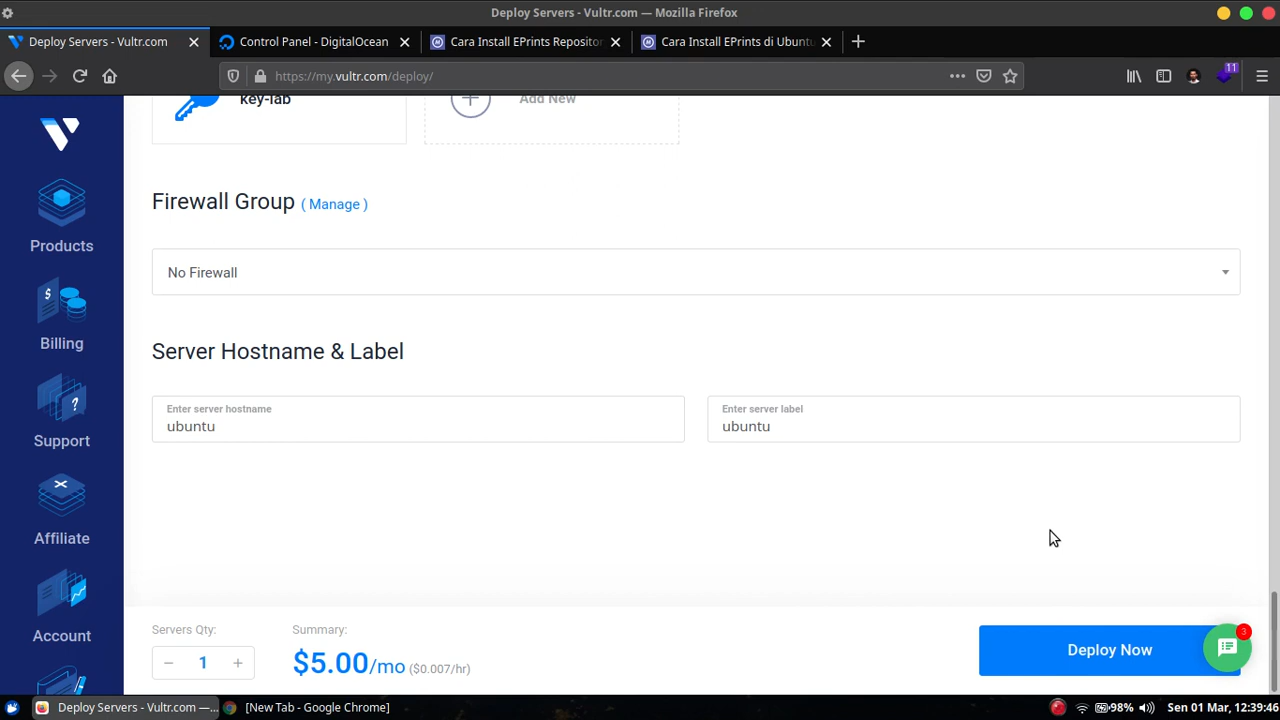 Deploy Servers - Vultr.com — Mozilla Firefox
Deploy Servers - Vultr.com
Control Panel - DigitalOcean
Cara Install EPrints Repositor
Cara Install EPrints di Ubuntu
https://my.vultr.com/deploy/
11
key-lab
Add New
Products
Billing
Support
Affiliate
Account
Firewall Group ( Manage )
No Firewall
Server Hostname & Label
Enter server hostname
ubuntu
Enter server label
ubuntu
Servers Qty:
1
Summary:
$5.00/mo ($0.007/hr)
Deploy Now
3
Deploy Servers - Vultr.com —...
[New Tab - Google Chrome]
98%
Sen 01 Mar, 12:39:46